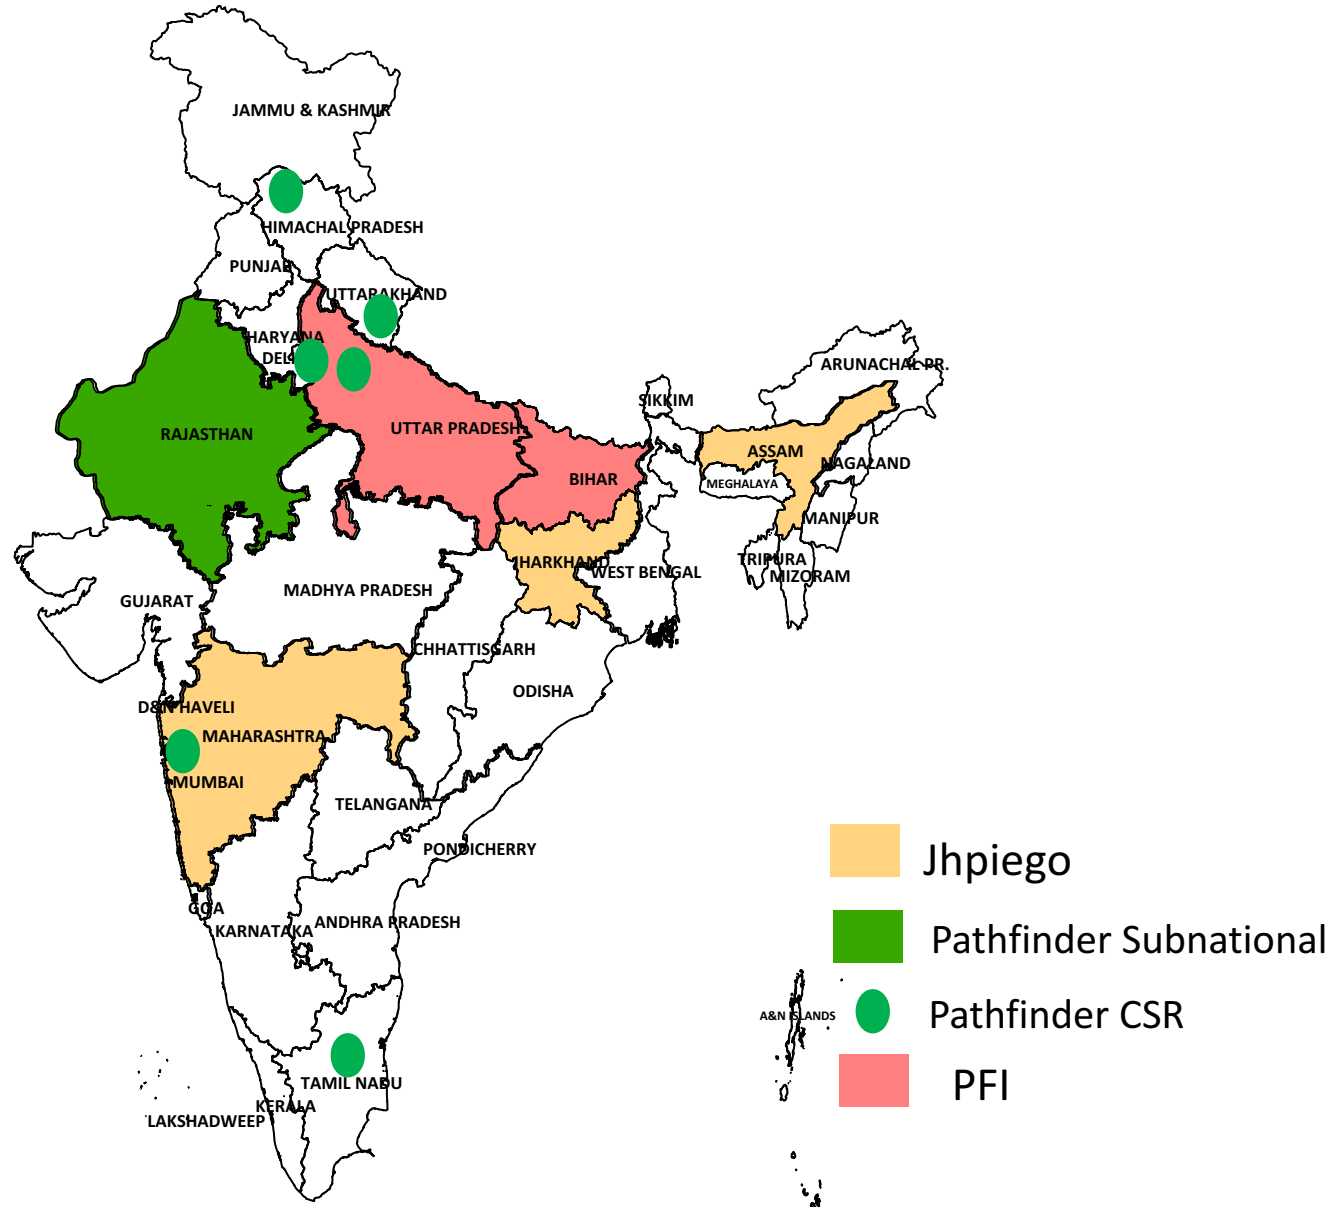 JAMMU & KASHMIR
HIMACHAL PRADESH
PUNJAB
UTTARAKHAND
HARYANA
ARUNACHAL PR.
SIKKIM
RAJASTHAN
UTTAR PRADESH
ASSAM
NAGALAND
BIHAR
MEGHALAYA
MANIPUR
TRIPURA
JHARKHAND
WEST BENGAL
MIZORAM
MADHYA PRADESH
GUJARAT
CHHATTISGARH
ODISHA
D&N HAVELI
MAHARASHTRA
MUMBAI
TELANGANA
PONDICHERRY
GOA
KARNATAKA
ANDHRA PRADESH
A&N ISLANDS
TAMIL NADU
KERALA
LAKSHADWEEP
Jhpiego
Pathfinder Subnational
Pathfinder CSR
PFI